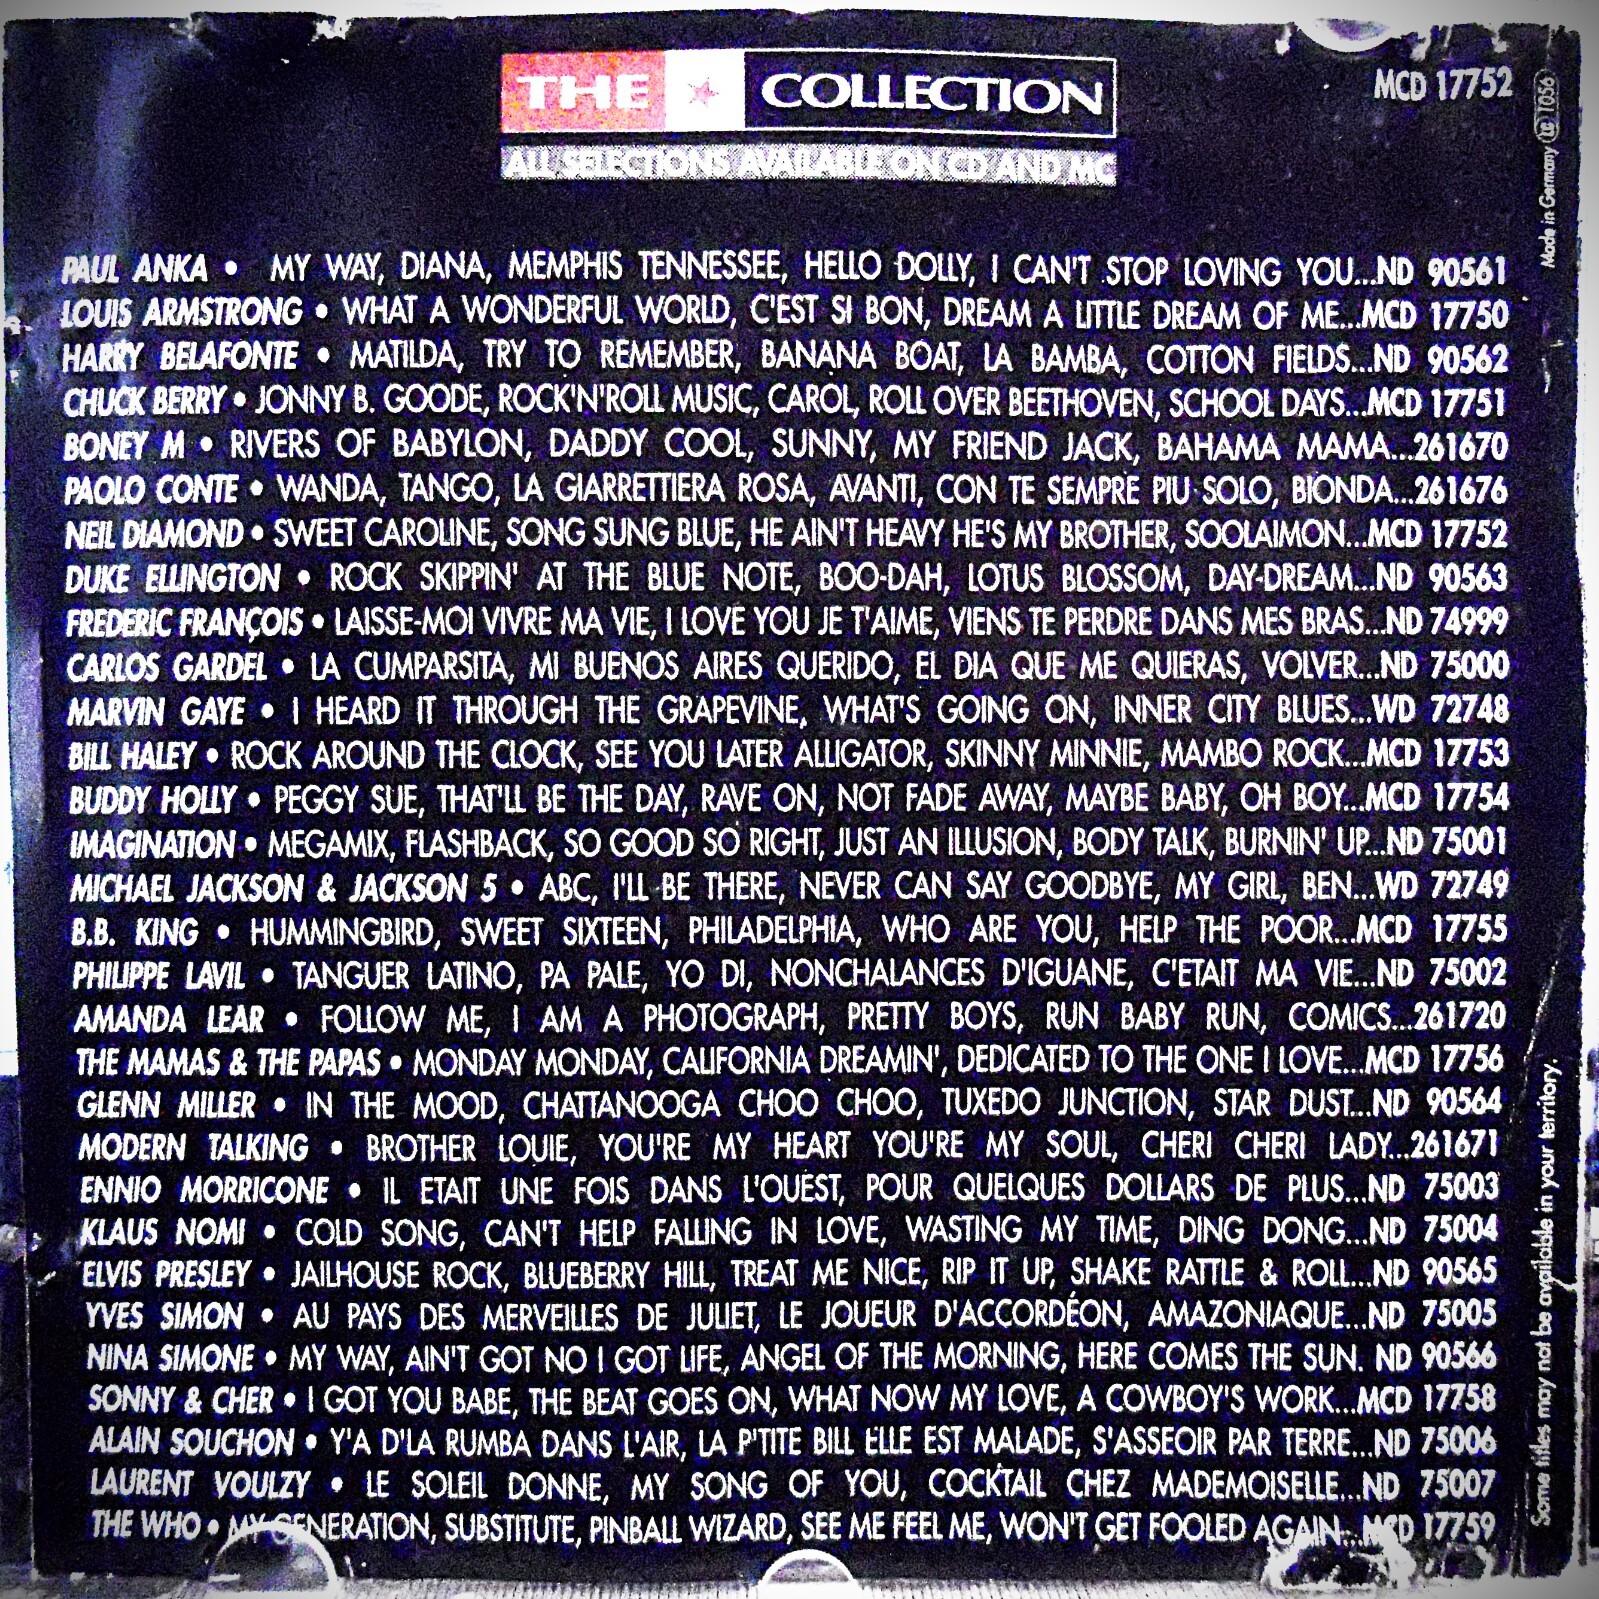 THE ★ COLLECTION
MCD 17752
ALL SELECTIONS AVAILABLE ON CD AND MC
Made in Germany LC 1056
PAUL ANKA • MY WAY, DIANA, MEMPHIS TENNESSEE, HELLO DOLLY, I CAN'T STOP LOVING YOU...ND 90561
LOUIS ARMSTRONG • WHAT A WONDERFUL WORLD, C'EST SI BON, DREAM A LITTLE DREAM OF ME...MCD 17750
HARRY BELAFONTE • MATILDA, TRY TO REMEMBER, BANANA BOAT, LA BAMBA, COTTON FIELDS...ND 90562
CHUCK BERRY • JONNY B. GOODE, ROCK'N'ROLL MUSIC, CAROL, ROLL OVER BEETHOVEN, SCHOOL DAYS...MCD 17751
BONEY M • RIVERS OF BABYLON, DADDY COOL, SUNNY, MY FRIEND JACK, BAHAMA MAMA...261670
PAOLO CONTE • WANDA, TANGO, LA GIARRETTIERA ROSA, AVANTI, CON TE SEMPRE PIU SOLO, BIONDA...261676
NEIL DIAMOND • SWEET CAROLINE, SONG SUNG BLUE, HE AIN'T HEAVY HE'S MY BROTHER, SOOLAIMON...MCD 17752
DUKE ELLINGTON • ROCK SKIPPIN' AT THE BLUE NOTE, BOO-DAH, LOTUS BLOSSOM, DAY-DREAM...ND 90563
FREDERIC FRANÇOIS • LAISSE-MOI VIVRE MA VIE, I LOVE YOU JE T'AIME, VIENS TE PERDRE DANS MES BRAS...ND 74999
CARLOS GARDEL • LA CUMPARSITA, MI BUENOS AIRES QUERIDO, EL DIA QUE ME QUIERAS, VOLVER...ND 75000
MARVIN GAYE • I HEARD IT THROUGH THE GRAPEVINE, WHAT'S GOING ON, INNER CITY BLUES...WD 72748
BILL HALEY • ROCK AROUND THE CLOCK, SEE YOU LATER ALLIGATOR, SKINNY MINNIE, MAMBO ROCK...MCD 17753
BUDDY HOLLY • PEGGY SUE, THAT'LL BE THE DAY, RAVE ON, NOT FADE AWAY, MAYBE BABY, OH BOY...MCD 17754
IMAGINATION • MEGAMIX, FLASHBACK, SO GOOD SO RIGHT, JUST AN ILLUSION, BODY TALK, BURNIN' UP...ND 75001
MICHAEL JACKSON & JACKSON 5 • ABC, I'LL BE THERE, NEVER CAN SAY GOODBYE, MY GIRL, BEN...WD 72749
B.B. KING • HUMMINGBIRD, SWEET SIXTEEN, PHILADELPHIA, WHO ARE YOU, HELP THE POOR...MCD 17755
PHILIPPE LAVIL • TANGUER LATINO, PA PALE, YO DI, NONCHALANCES D'IGUANE, C'ETAIT MA VIE...ND 75002
AMANDA LEAR • FOLLOW ME, I AM A PHOTOGRAPH, PRETTY BOYS, RUN BABY RUN, COMICS...261720
THE MAMAS & THE PAPAS • MONDAY MONDAY, CALIFORNIA DREAMIN', DEDICATED TO THE ONE I LOVE...MCD 17756
GLENN MILLER • IN THE MOOD, CHATTANOOGA CHOO CHOO, TUXEDO JUNCTION, STAR DUST...ND 90564
MODERN TALKING • BROTHER LOUIE, YOU'RE MY HEART YOU'RE MY SOUL, CHERI CHERI LADY...261671
ENNIO MORRICONE • IL ETAIT UNE FOIS DANS L'OUEST, POUR QUELQUES DOLLARS DE PLUS...ND 75003
KLAUS NOMI • COLD SONG, CAN'T HELP FALLING IN LOVE, WASTING MY TIME, DING DONG...ND 75004
ELVIS PRESLEY • JAILHOUSE ROCK, BLUEBERRY HILL, TREAT ME NICE, RIP IT UP, SHAKE RATTLE & ROLL...ND 90565
YVES SIMON • AU PAYS DES MERVEILLES DE JULIET, LE JOUEUR D'ACCORDÉON, AMAZONIAQUE...ND 75005
NINA SIMONE • MY WAY, AIN'T GOT NO I GOT LIFE, ANGEL OF THE MORNING, HERE COMES THE SUN. ND 90566
SONNY & CHER • I GOT YOU BABE, THE BEAT GOES ON, WHAT NOW MY LOVE, A COWBOY'S WORK...MCD 17758
ALAIN SOUCHON • Y'A D'LA RUMBA DANS L'AIR, LA P'TITE BILL ELLE EST MALADE, S'ASSEOIR PAR TERRE...ND 75006
LAURENT VOULZY • LE SOLEIL DONNE, MY SONG OF YOU, COCKTAIL CHEZ MADEMOISELLE...ND 75007
THE WHO • MY GENERATION, SUBSTITUTE, PINBALL WIZARD, SEE ME FEEL ME, WON'T GET FOOLED AGAIN...MCD 17759
Some titles may not be available in your territory.